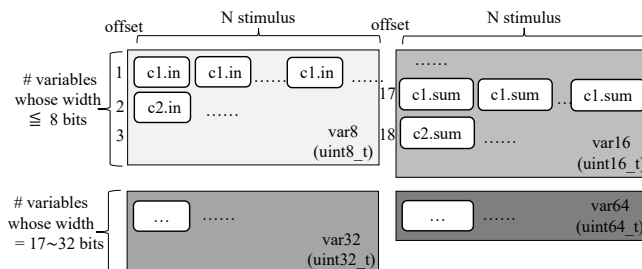 offset
N stimulus
offset
N stimulus
# variables
whose width
≦ 8 bits
1
c1.in
c1.in
......
c1.in
......
2
c2.in
......
3
var8
(uint8_t)
......
17
c1.sum
c1.sum
...
c1.sum
18
c2.sum
......
var16
(uint16_t)
# variables
whose width
= 17~32 bits
...
......
var32
(uint32_t)
...
......
var64
(uint64_t)